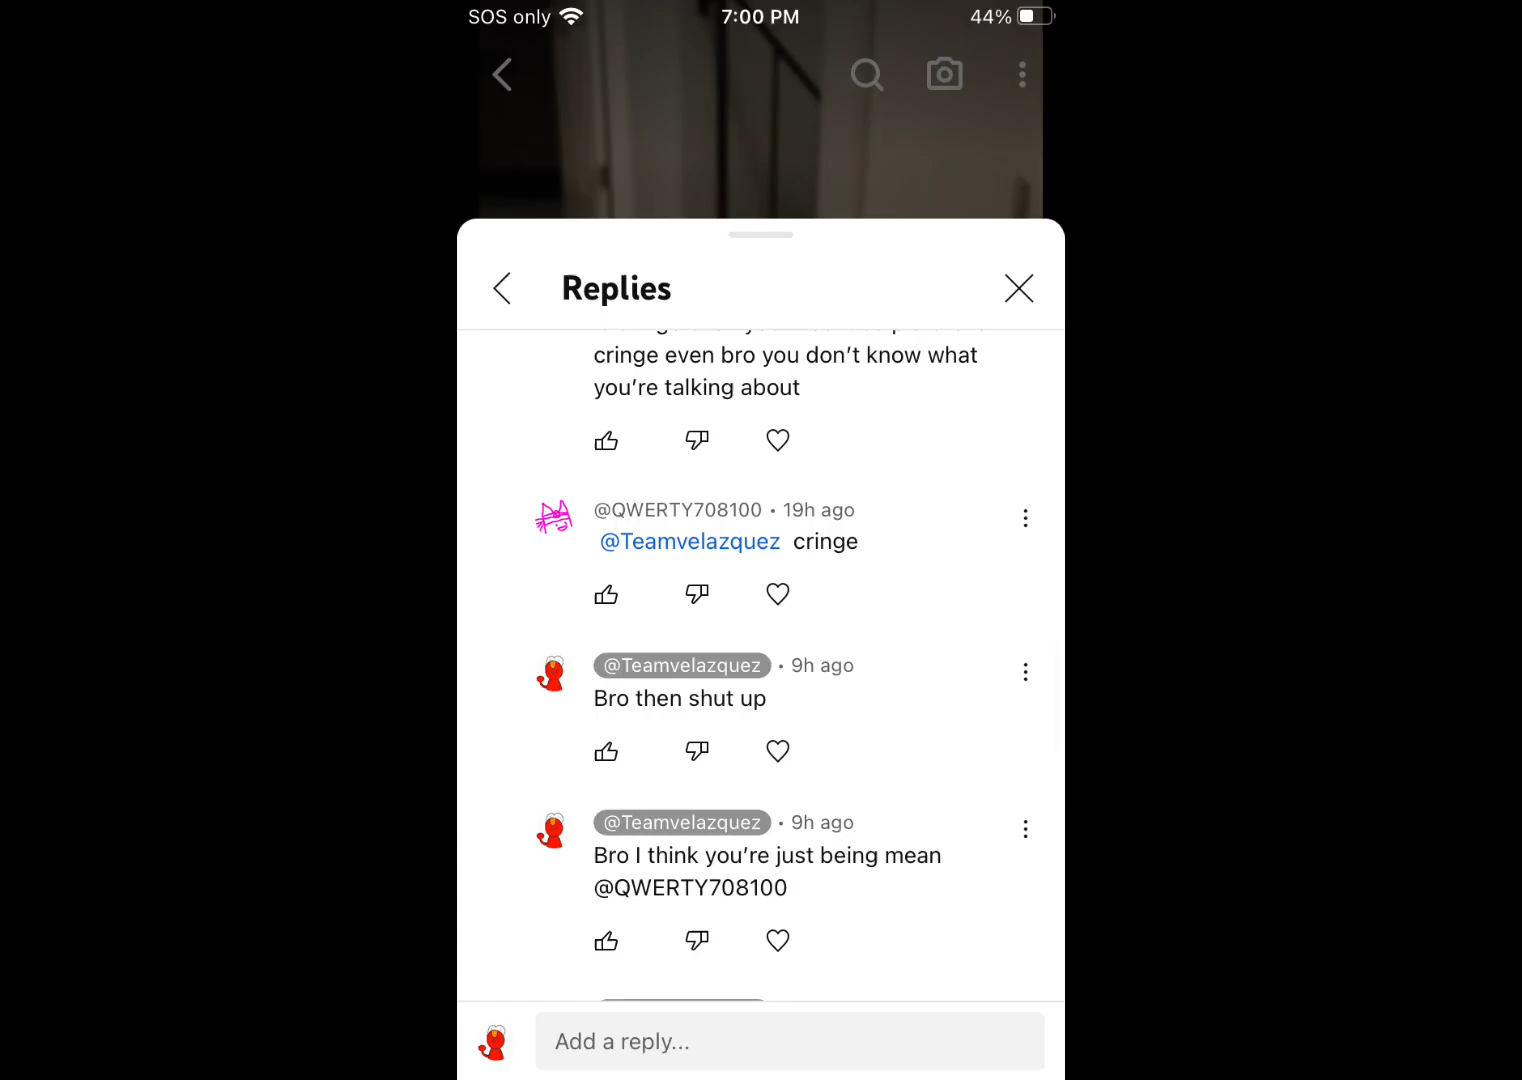 SOS only
7:00 PM
44%
Replies
cringe even bro you don't know what
you're talking about
@QWERTY708100 • 19h ago
@Teamvelazquez cringe
@Teamvelazquez • 9h ago
Bro then shut up
@Teamvelazquez • 9h ago
Bro I think you're just being mean
@QWERTY708100
Add a reply...